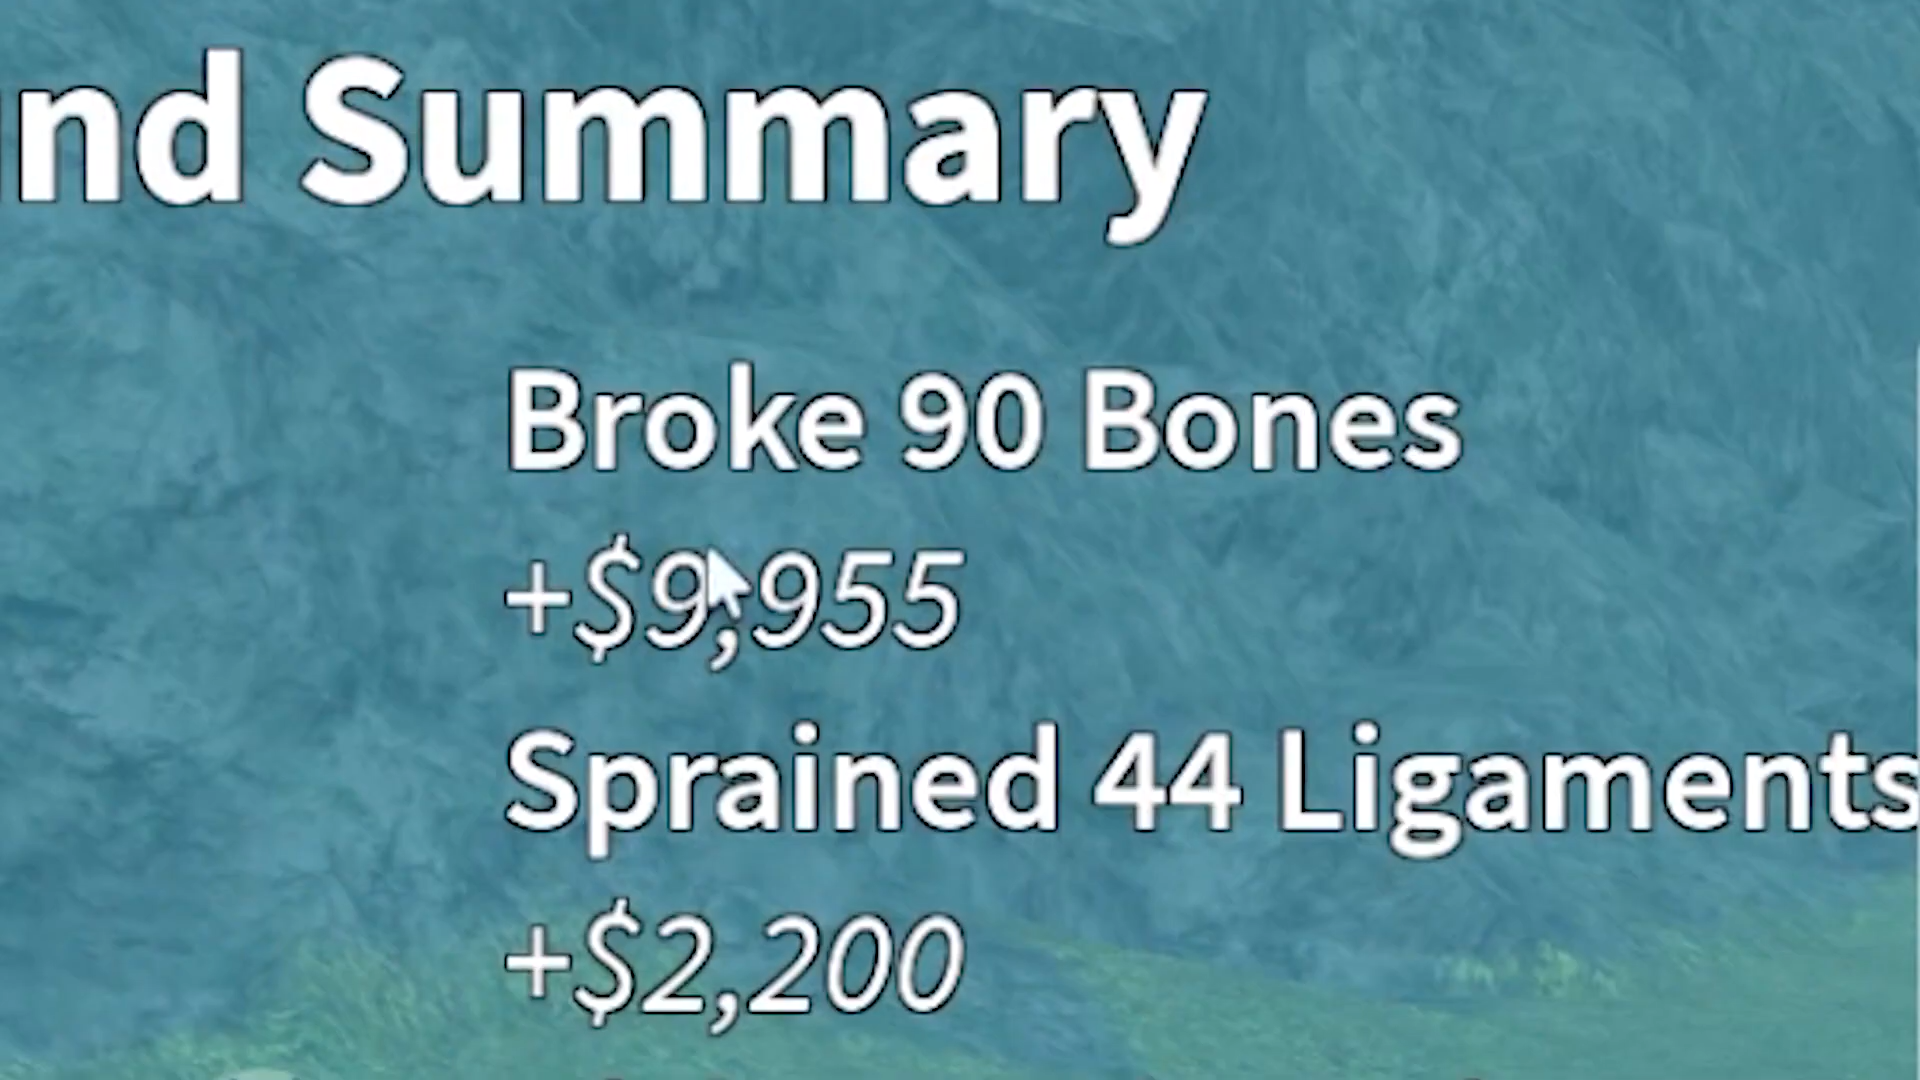 nd Summary
Broke 90 Bones
+$9,955
Sprained 44 Ligaments
+$2,200